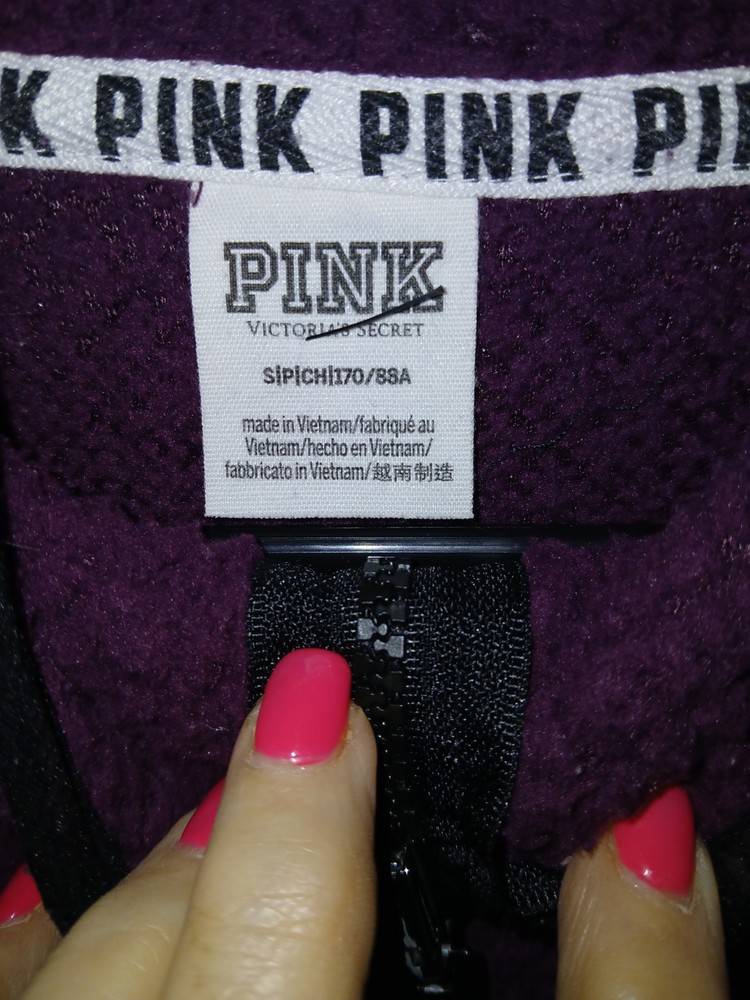 K PINK PINK PI
PINK
VICTORIA'S SECRET
S|P|CH|170/88A
made in Vietnam/fabriqué au
Vietnam/hecho en Vietnam/
fabbricato in Vietnam/越南制造